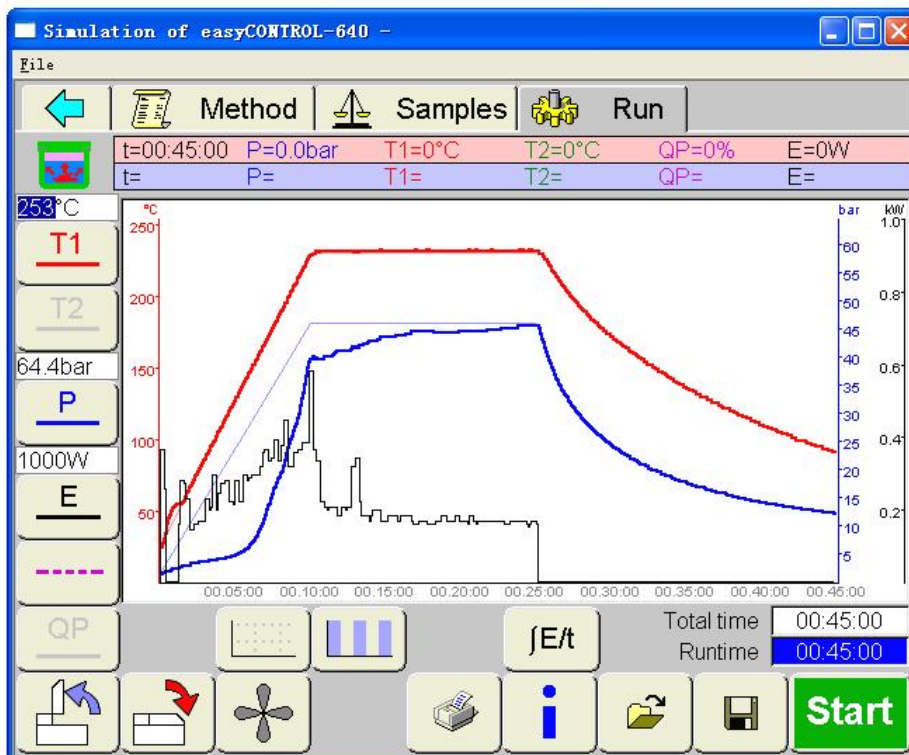 Simulation of easyCONTROL-640 -
File
Method Samples Run
t=00:45:00 P=0.0bar T1=0°C T2=0°C QP=0% E=0W
t= P= T1= T2= QP= E=
253°C
T1
T2
64.4bar
P
1000W
E
QP
°C
250
200
150
100
50
bar
60
55
50
45
40
35
30
25
20
15
10
5
kW
1.0
0.8
0.6
0.4
0.2
00.05:00 00.10:00 00.15:00 00.20:00 00.25:00 00.30:00 00.35:00 00.40:00 00.45:00
∫E/t
Total time 00:45:00
Runtime 00:45:00
i
Start